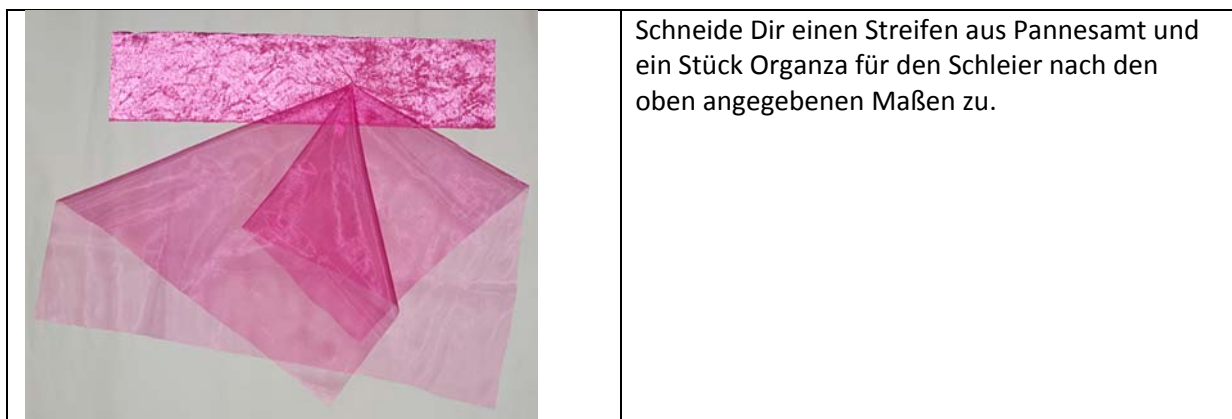 Schneide Dir einen Streifen aus Pannesamt und
ein Stück Organza für den Schleier nach den
oben angegebenen Maßen zu.